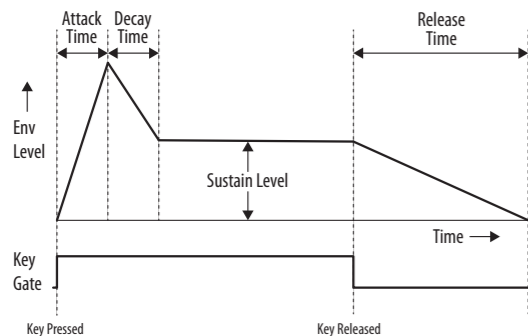 Attack
Time
Decay
Time
Release
Time
Env
Level
Sustain Level
Time
Key
Gate
Key Pressed
Key Released